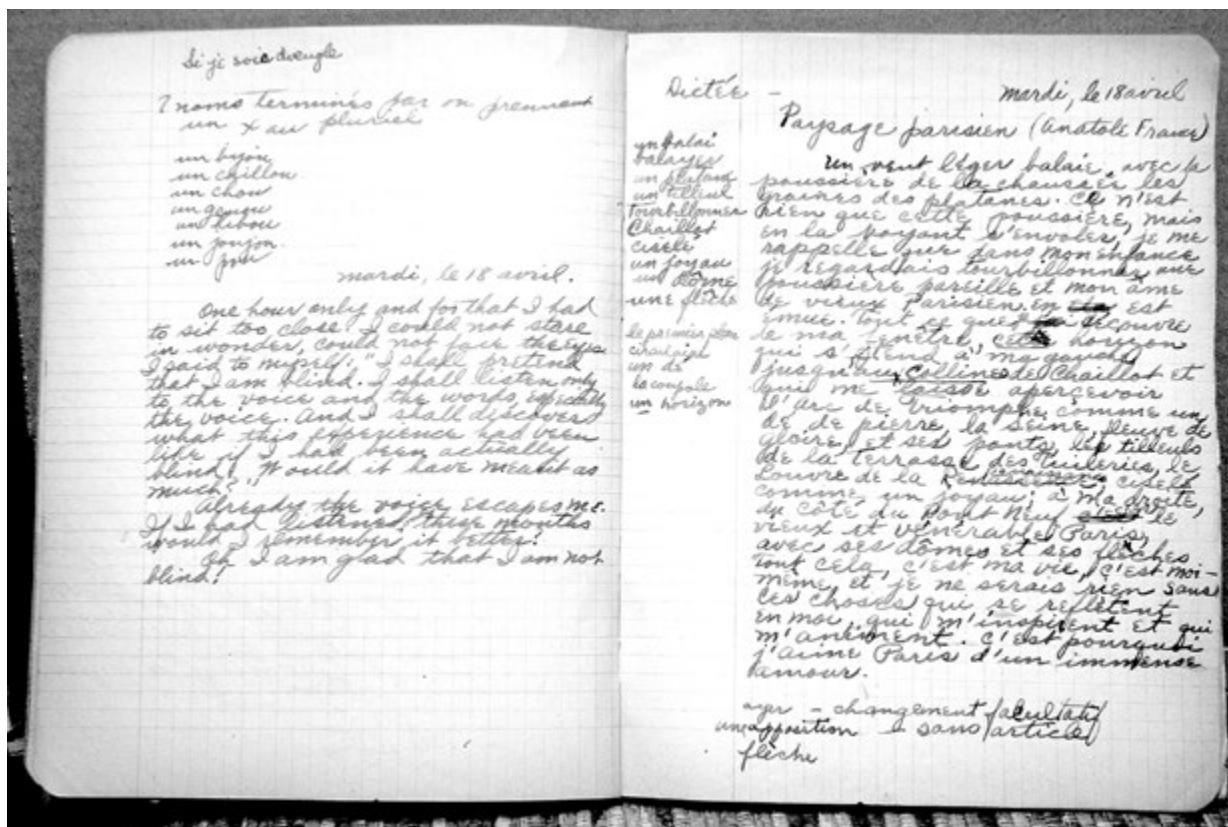 Si je sois aveugle
7 noms terminés par ou prennent
un x au pluriel
un bijou
un caillou
un chou
un genou
un hibou
un joujou
un pou
mardi, le 18 avril.
One hour only and for that I had
to sit too close. I could not stare
in wonder, could not face the eyes.
I said to myself: "I shall pretend
that I am blind. I shall listen only
to the voice and the words, especially
the voice. And I shall discover
what this experience had been
like if I had been actually
blind. Would it have meant as
much?"
Already the voice escapes me.
If I had listened, these months
would I remember it better?
Oh I am glad that I am not
blind!
Dictée -
mardi, le 18 avril
Paysage parisien (Anatole France)
un balai
balayer
un platane
un tilleul
tourbillonner
Chaillot
ciselé
un joyau
un dôme
une flèche
le premier plan
un dé
la console
un horizon
Un vent léger balaie, avec la
poussière de la chaussée, les
graines des platanes. Ce n'est
rien que cette poussière, mais
en la voyant s'envoler, je me
rappelle que dans mon enfance
je regardais tourbillonner une
poussière pareille et mon âme
de vieux Parisien en est
émue. Tout ce que je découvre
de ma fenêtre, cet horizon
qui s'étend à ma gauche
jusqu'au collines de Chaillot et
qui me laisse apercevoir
l'Arc de Triomphe comme un
dé de pierre, la Seine, fleuve de
gloire, et ses ponts, les tilleuls
de la terrasse des Tuileries, le
Louvre de la Renaissance, ciselé
comme un joyau; à ma droite,
du côté du Pont Neuf c'est le
vieux et vénérable Paris,
avec ses dômes et ses flèches
tout cela, c'est ma vie, c'est moi-
même, et je ne serais rien sans
ces choses qui se reflètent
en moi, qui m'inspirent et qui
m'animent. C'est pourquoi
j'aime Paris d'un immense
amour.
ayer - changement facultatif
une apposition - sans article
flèche